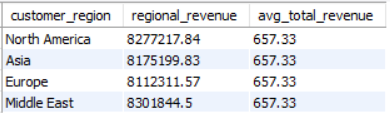 customer_region regional_revenue avg_total_revenue
North America 8277217.84 657.33
Asia 8175199.83 657.33
Europe 8112311.57 657.33
Middle East 8301844.5 657.33